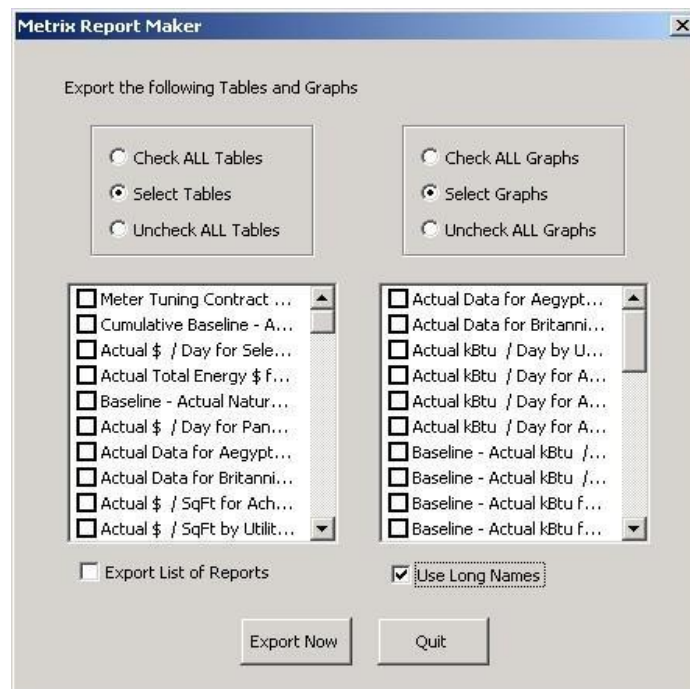 Metrix Report Maker
Export the following Tables and Graphs
Check ALL Tables
Select Tables
Uncheck ALL Tables
Check ALL Graphs
Select Graphs
Uncheck ALL Graphs
Meter Tuning Contract ...
Cumulative Baseline - A...
Actual $ / Day for Sele...
Actual Total Energy $ f...
Baseline - Actual Natur...
Actual $ / Day for Pan...
Actual Data for Aegypt...
Actual Data for Britanni...
Actual $ / SqFt for Ach...
Actual $ / SqFt by Utilit...
Actual Data for Aegypt...
Actual Data for Britanni...
Actual kBtu / Day by U...
Actual kBtu / Day for A...
Actual kBtu / Day for A...
Actual kBtu / Day for A...
Baseline - Actual kBtu /...
Baseline - Actual kBtu /...
Baseline - Actual kBtu f...
Baseline - Actual kBtu f...
Export List of Reports
Use Long Names
Export Now
Quit